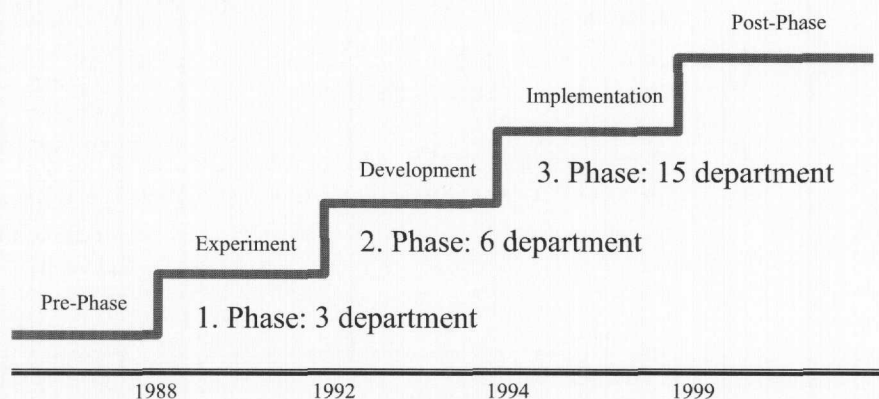 Post-Phase
Implementation
3. Phase: 15 department
Development
2. Phase: 6 department
Experiment
1. Phase: 3 department
Pre-Phase
1988 1992 1994 1999